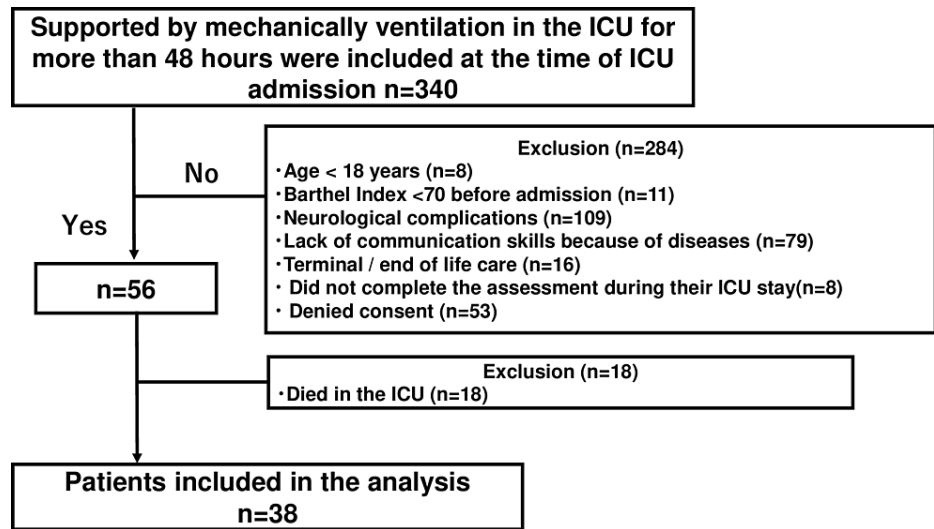 Supported by mechanically ventilation in the ICU for
more than 48 hours were included at the time of ICU
admission n=340
Exclusion (n=284)
No
・Age < 18 years (n=8)
・Barthel Index <70 before admission (n=11)
・Neurological complications (n=109)
Yes
・Lack of communication skills because of diseases (n=79)
・Terminal / end of life care (n=16)
n=56
・ Did not complete the assessment during their ICU stay(n=8)
・ Denied consent (n=53)
Exclusion (n=18)
・Died in the ICU (n=18)
Patients included in the analysis
n=38